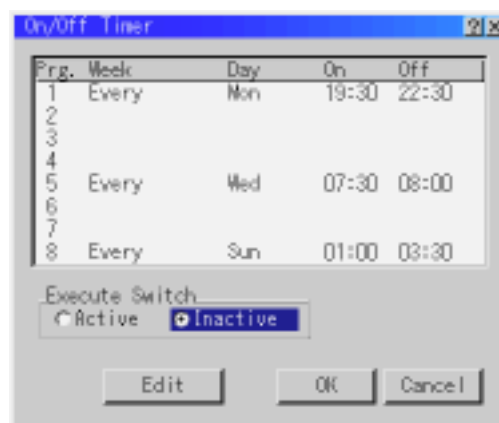 On/Off Timer
Prg. Week Day On Off
1 Every Mon 19:30 22:30
2
3
4
5 Every Wed 07:30 08:00
6
7
8 Every Sun 01:00 03:30
Execute Switch
Active Inactive
Edit OK Cancel